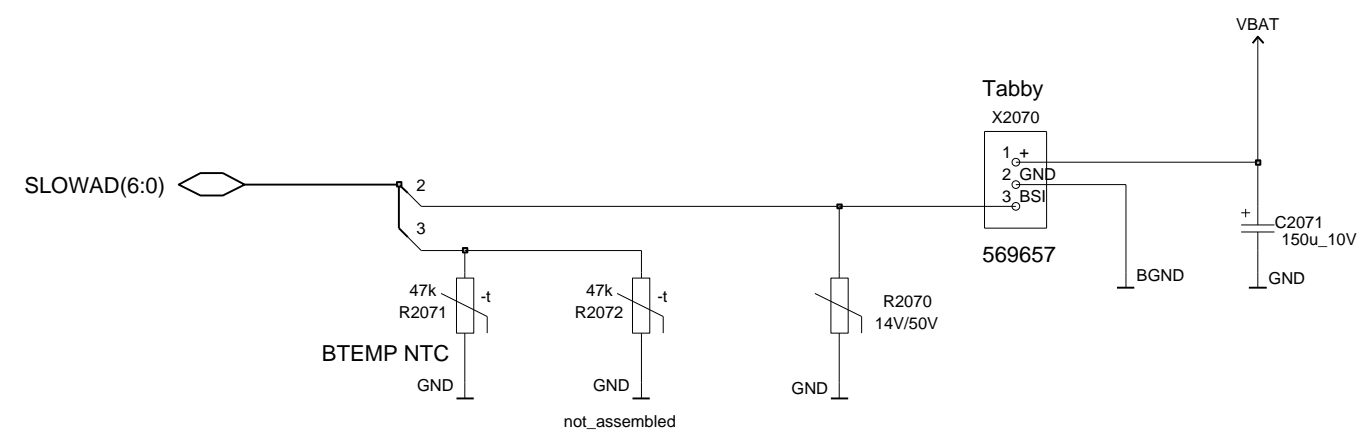 VBAT
Tabby
X2070
1 +
2 GND
3 BSI
569657
SLOWAD(6:0)
2
3
C2071
+
150u_10V
BGND
GND
47k
-t
R2071
47k
-t
R2072
R2070
14V/50V
BTEMP NTC
GND
GND
GND
not_assembled